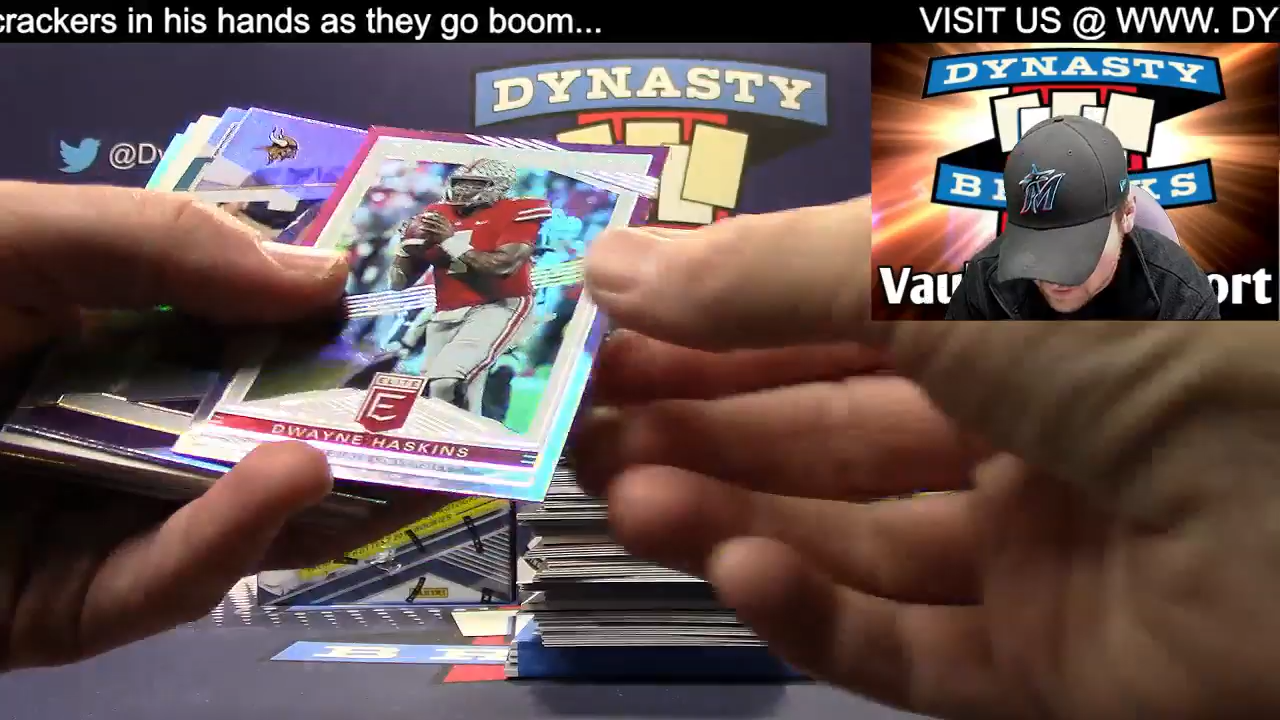 crackers in his hands as they go boom...
VISIT US @ WWW. DY
DYNASTY
DYNASTY
@Dy
Vau
ort
ELITE
E
DWAYNE HASKINS
PANINI